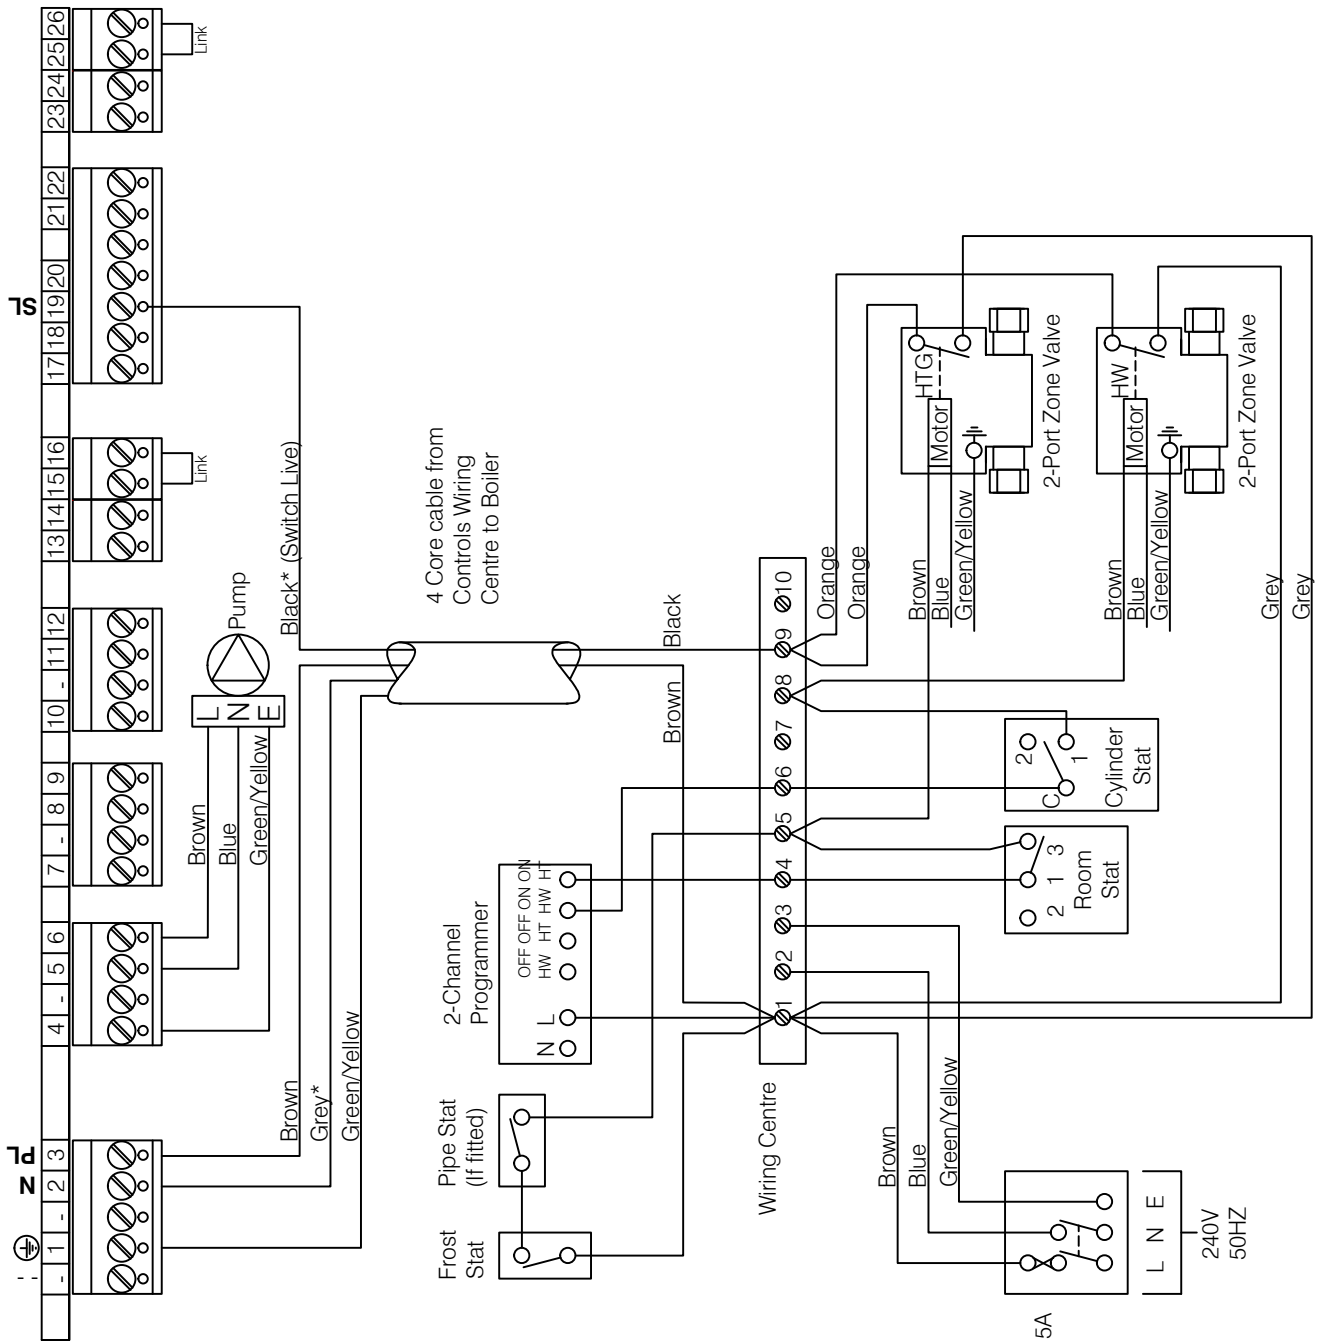 SL
PL
N
- 1 - 2 3
4 - 5 6
7 - 8 9
10 - 11 12
13 14 15 16
17 18 19 20 21 22
23 24 25 26
Link
Link
L N E
Pump
Brown
Blue
Green/Yellow
Black* (Switch Live)
Brown
Grey*
Green/Yellow
4 Core cable from
Controls Wiring
Centre to Boiler
Black
Brown
Frost
Stat
Pipe Stat
(If fitted)
2-Channel
Programmer
OFF OFF ON ON
N L HW HT HW HT
Wiring Centre
1 2 3 4 5 6 7 8 9 10
Orange
Orange
Brown
Blue
Green/Yellow
Brown
Blue
Green/Yellow
Brown
Blue
Green/Yellow
HTG
Motor
2-Port Zone Valve
HW
Motor
2-Port Zone Valve
Grey
Grey
2 1 3
Room
Stat
C 1 2
Cylinder
Stat
5A
L N E
240V
50HZ